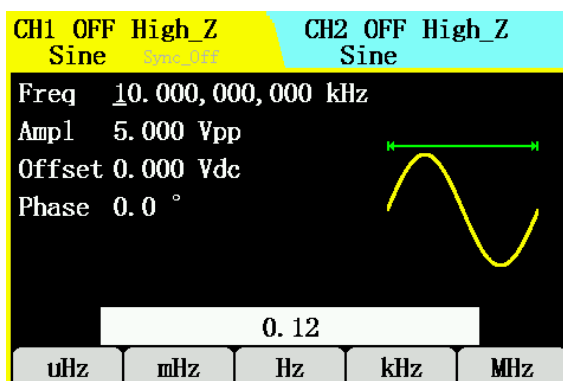 CH1 OFF High_Z
Sine Sync_Off
CH2 OFF High_Z
Sine
Freq 10.000,000,000 kHz
Ampl 5.000 Vpp
Offset 0.000 Vdc
Phase 0.0 °
0.12
uHz mHz Hz kHz MHz